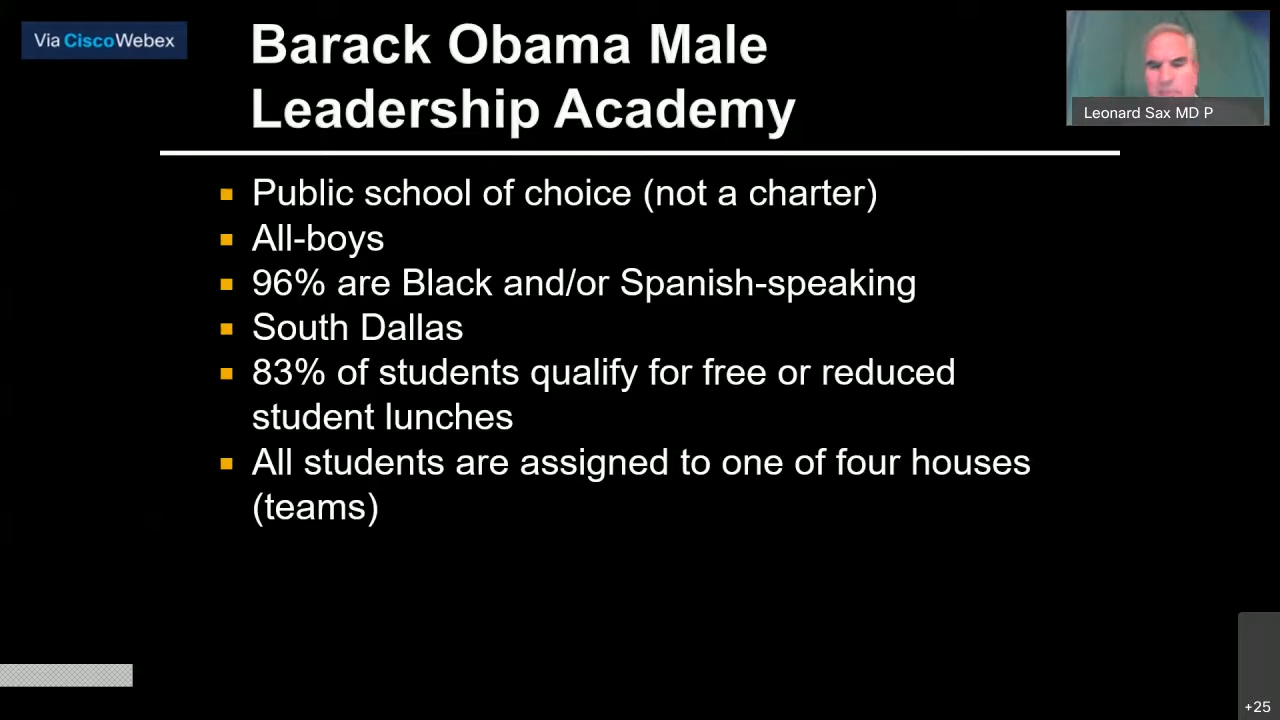 Via CiscoWebex
Barack Obama Male
Leadership Academy
Leonard Sax MD P
Public school of choice (not a charter)
All-boys
96% are Black and/or Spanish-speaking
South Dallas
83% of students qualify for free or reduced
student lunches
All students are assigned to one of four houses
(teams)
+25